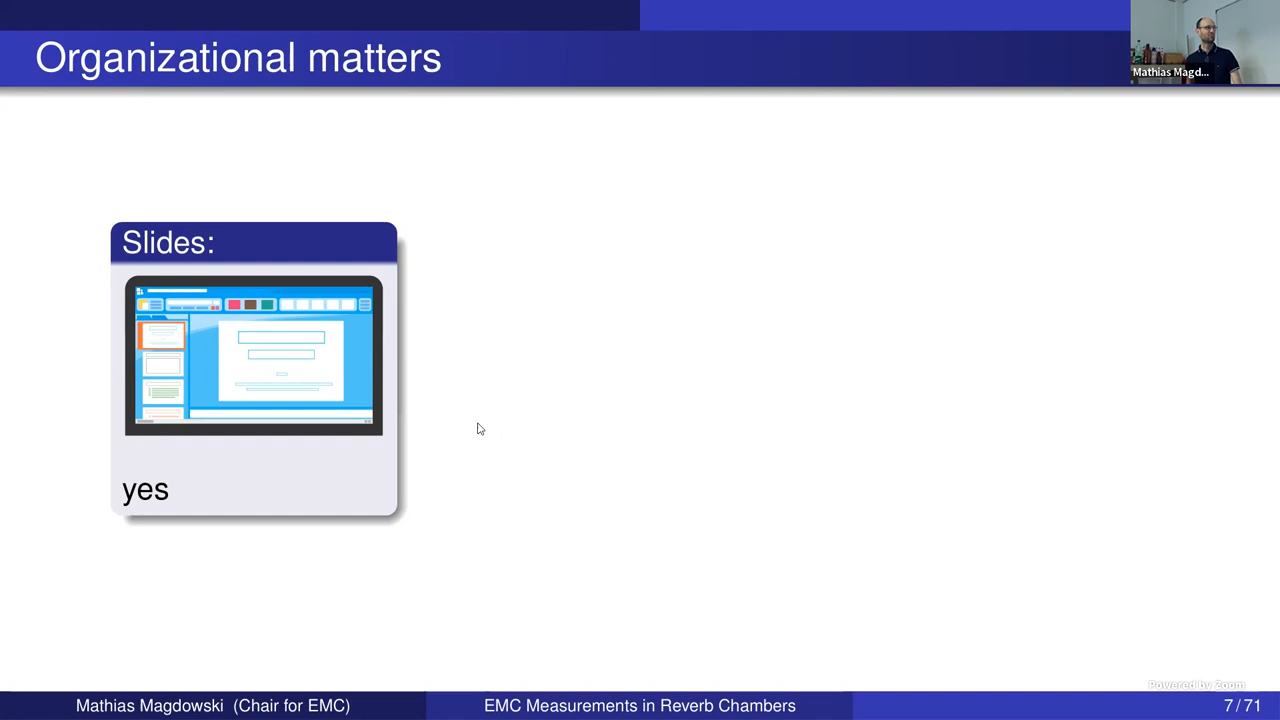 Organizational matters
Mathias Magd...
Slides:
yes
Powered by Zoom
Mathias Magdowski (Chair for EMC)
EMC Measurements in Reverb Chambers
7 / 71